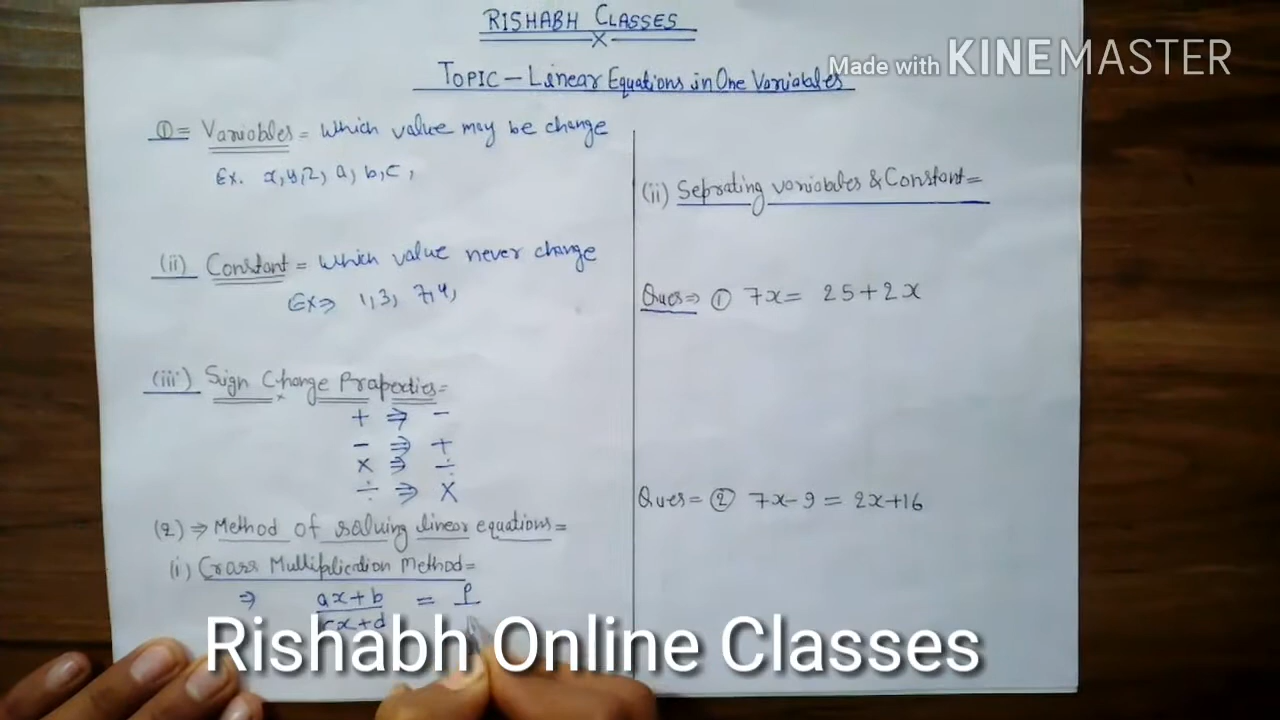 RISHABH CLASSES
Made with KINEMASTER
TOPIC - Linear Equations in One Variables
①= Variables = Which value may be change
Ex. x, y, z, a, b, c,
(ii) Constant = Which value never change
Ex⇒ 1, 3, 7, 4,
(iii) Sign Change Properties=
+ ⇒ -
- ⇒ +
× ⇒ ÷
÷ ⇒ ×
(2) ⇒ Method of solving linear equations=
(i) Cross Multiplication Method=
⇒ ax+b = P
cx+d
(ii) Seprating variables & Constant=
Ques⇒ ① 7x = 25+2x
Ques= ② 7x-9 = 2x+16
Rishabh Online Classes